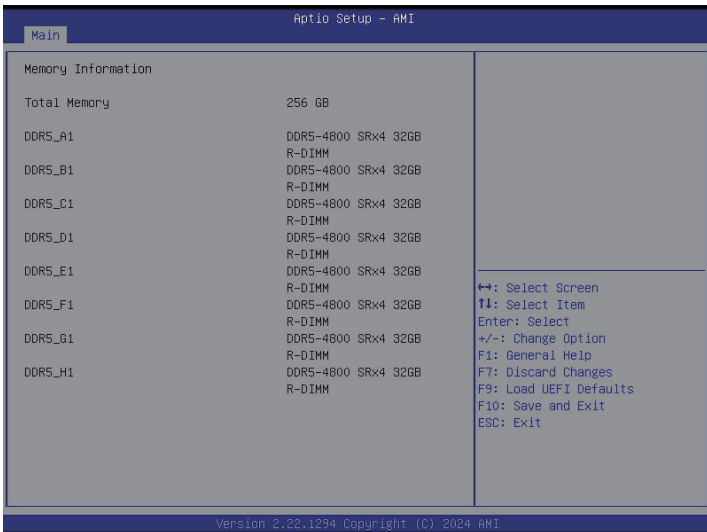 Aptio Setup - AMI
Main
Memory Information
Total Memory 256 GB
DDR5_A1 DDR5-4800 SRx4 32GB
R-DIMM
DDR5_B1 DDR5-4800 SRx4 32GB
R-DIMM
DDR5_C1 DDR5-4800 SRx4 32GB
R-DIMM
DDR5_D1 DDR5-4800 SRx4 32GB
R-DIMM
DDR5_E1 DDR5-4800 SRx4 32GB
R-DIMM
DDR5_F1 DDR5-4800 SRx4 32GB
R-DIMM
DDR5_G1 DDR5-4800 SRx4 32GB
R-DIMM
DDR5_H1 DDR5-4800 SRx4 32GB
R-DIMM
↔: Select Screen
↑↓: Select Item
Enter: Select
+/-: Change Option
F1: General Help
F7: Discard Changes
F9: Load UEFI Defaults
F10: Save and Exit
ESC: Exit
Version 2.22.1294 Copyright (C) 2024 AMI